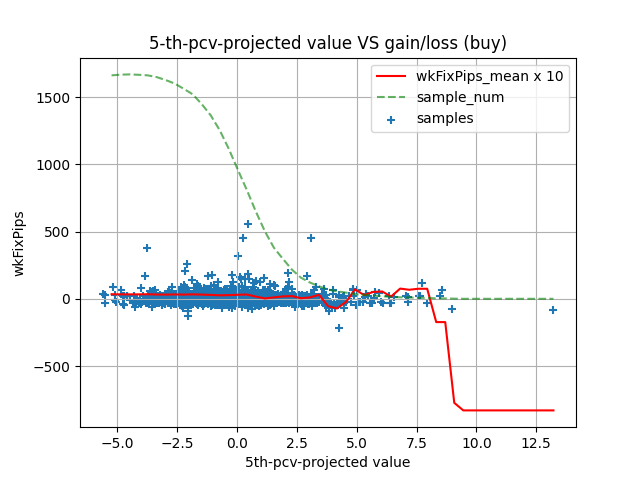 5-th-pcv-projected value VS gain/loss (buy)
wkFixPips_mean x 10
sample_num
samples
1500
1000
500
0
−500
wkFixPips
−5.0 −2.5 0.0 2.5 5.0 7.5 10.0 12.5
5th-pcv-projected value